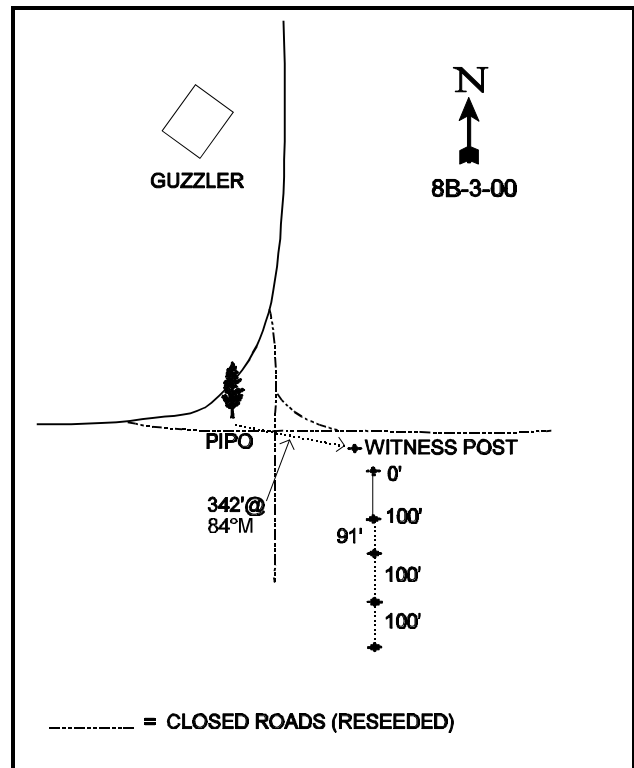 N
GUZZLER
8B-3-00
PIPO
WITNESS POST
0'
342'@
84°M
100'
91'
100'
100'
= CLOSED ROADS (RESEEDED)